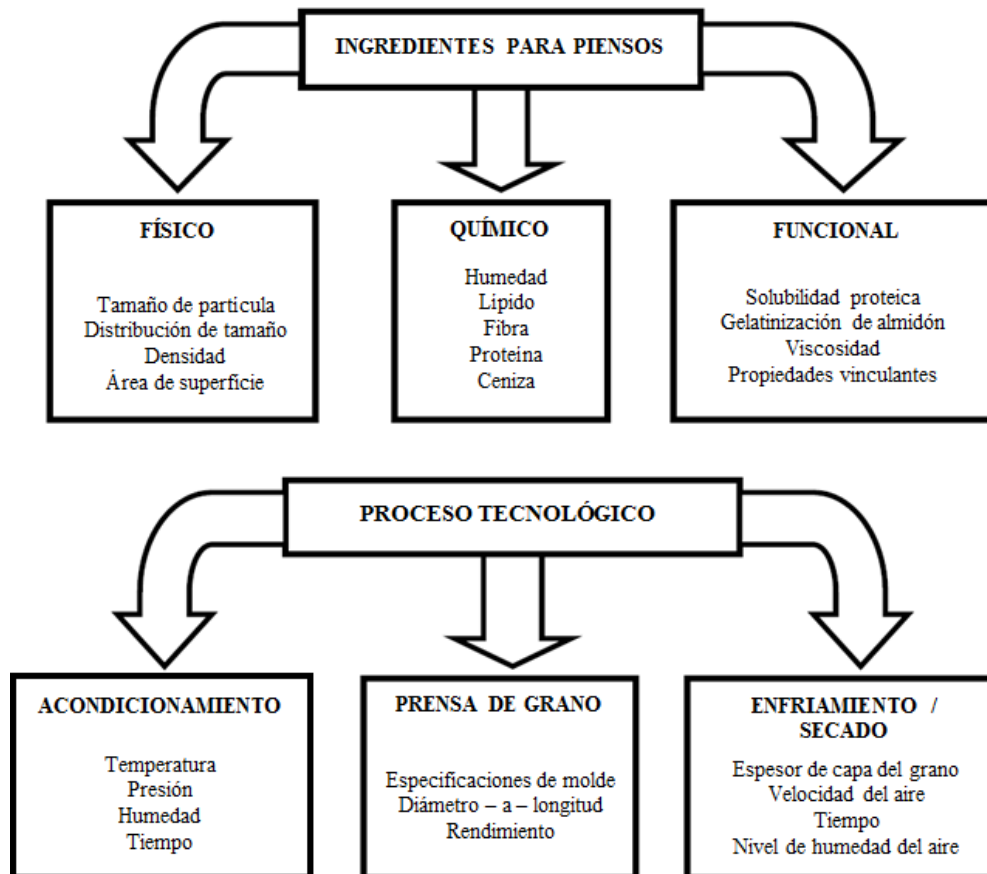 INGREDIENTES PARA PIENSOS
FÍSICO
Tamaño de partícula
Distribución de tamaño
Densidad
Área de superficie
QUÍMICO
Humedad
Lípido
Fibra
Proteína
Ceniza
FUNCIONAL
Solubilidad proteica
Gelatinización de almidón
Viscosidad
Propiedades vinculantes
PROCESO TECNOLÓGICO
ACONDICIONAMIENTO
Temperatura
Presión
Humedad
Tiempo
PRENSA DE GRANO
Especificaciones de molde
Diámetro – a – longitud
Rendimiento
ENFRIAMIENTO /
SECADO
Espesor de capa del grano
Velocidad del aire
Tiempo
Nivel de humedad del aire